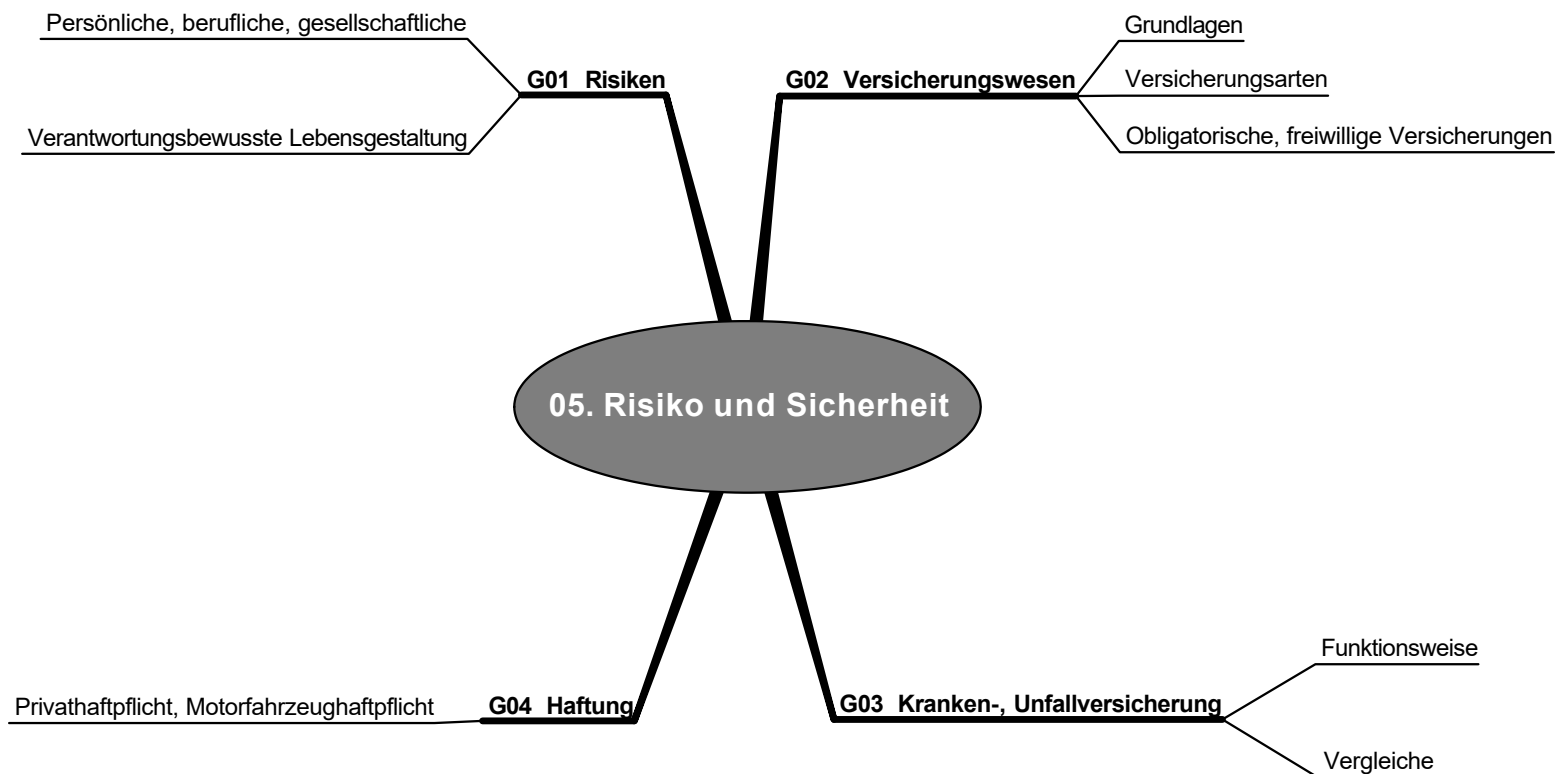 Persönliche, berufliche, gesellschaftliche
G01 Risiken
Verantwortungsbewusste Lebensgestaltung
G02 Versicherungswesen
Grundlagen
Versicherungsarten
Obligatorische, freiwillige Versicherungen
05. Risiko und Sicherheit
Privathaftpflicht, Motorfahrzeughaftpflicht
G04 Haftung
G03 Kranken-, Unfallversicherung
Funktionsweise
Vergleiche